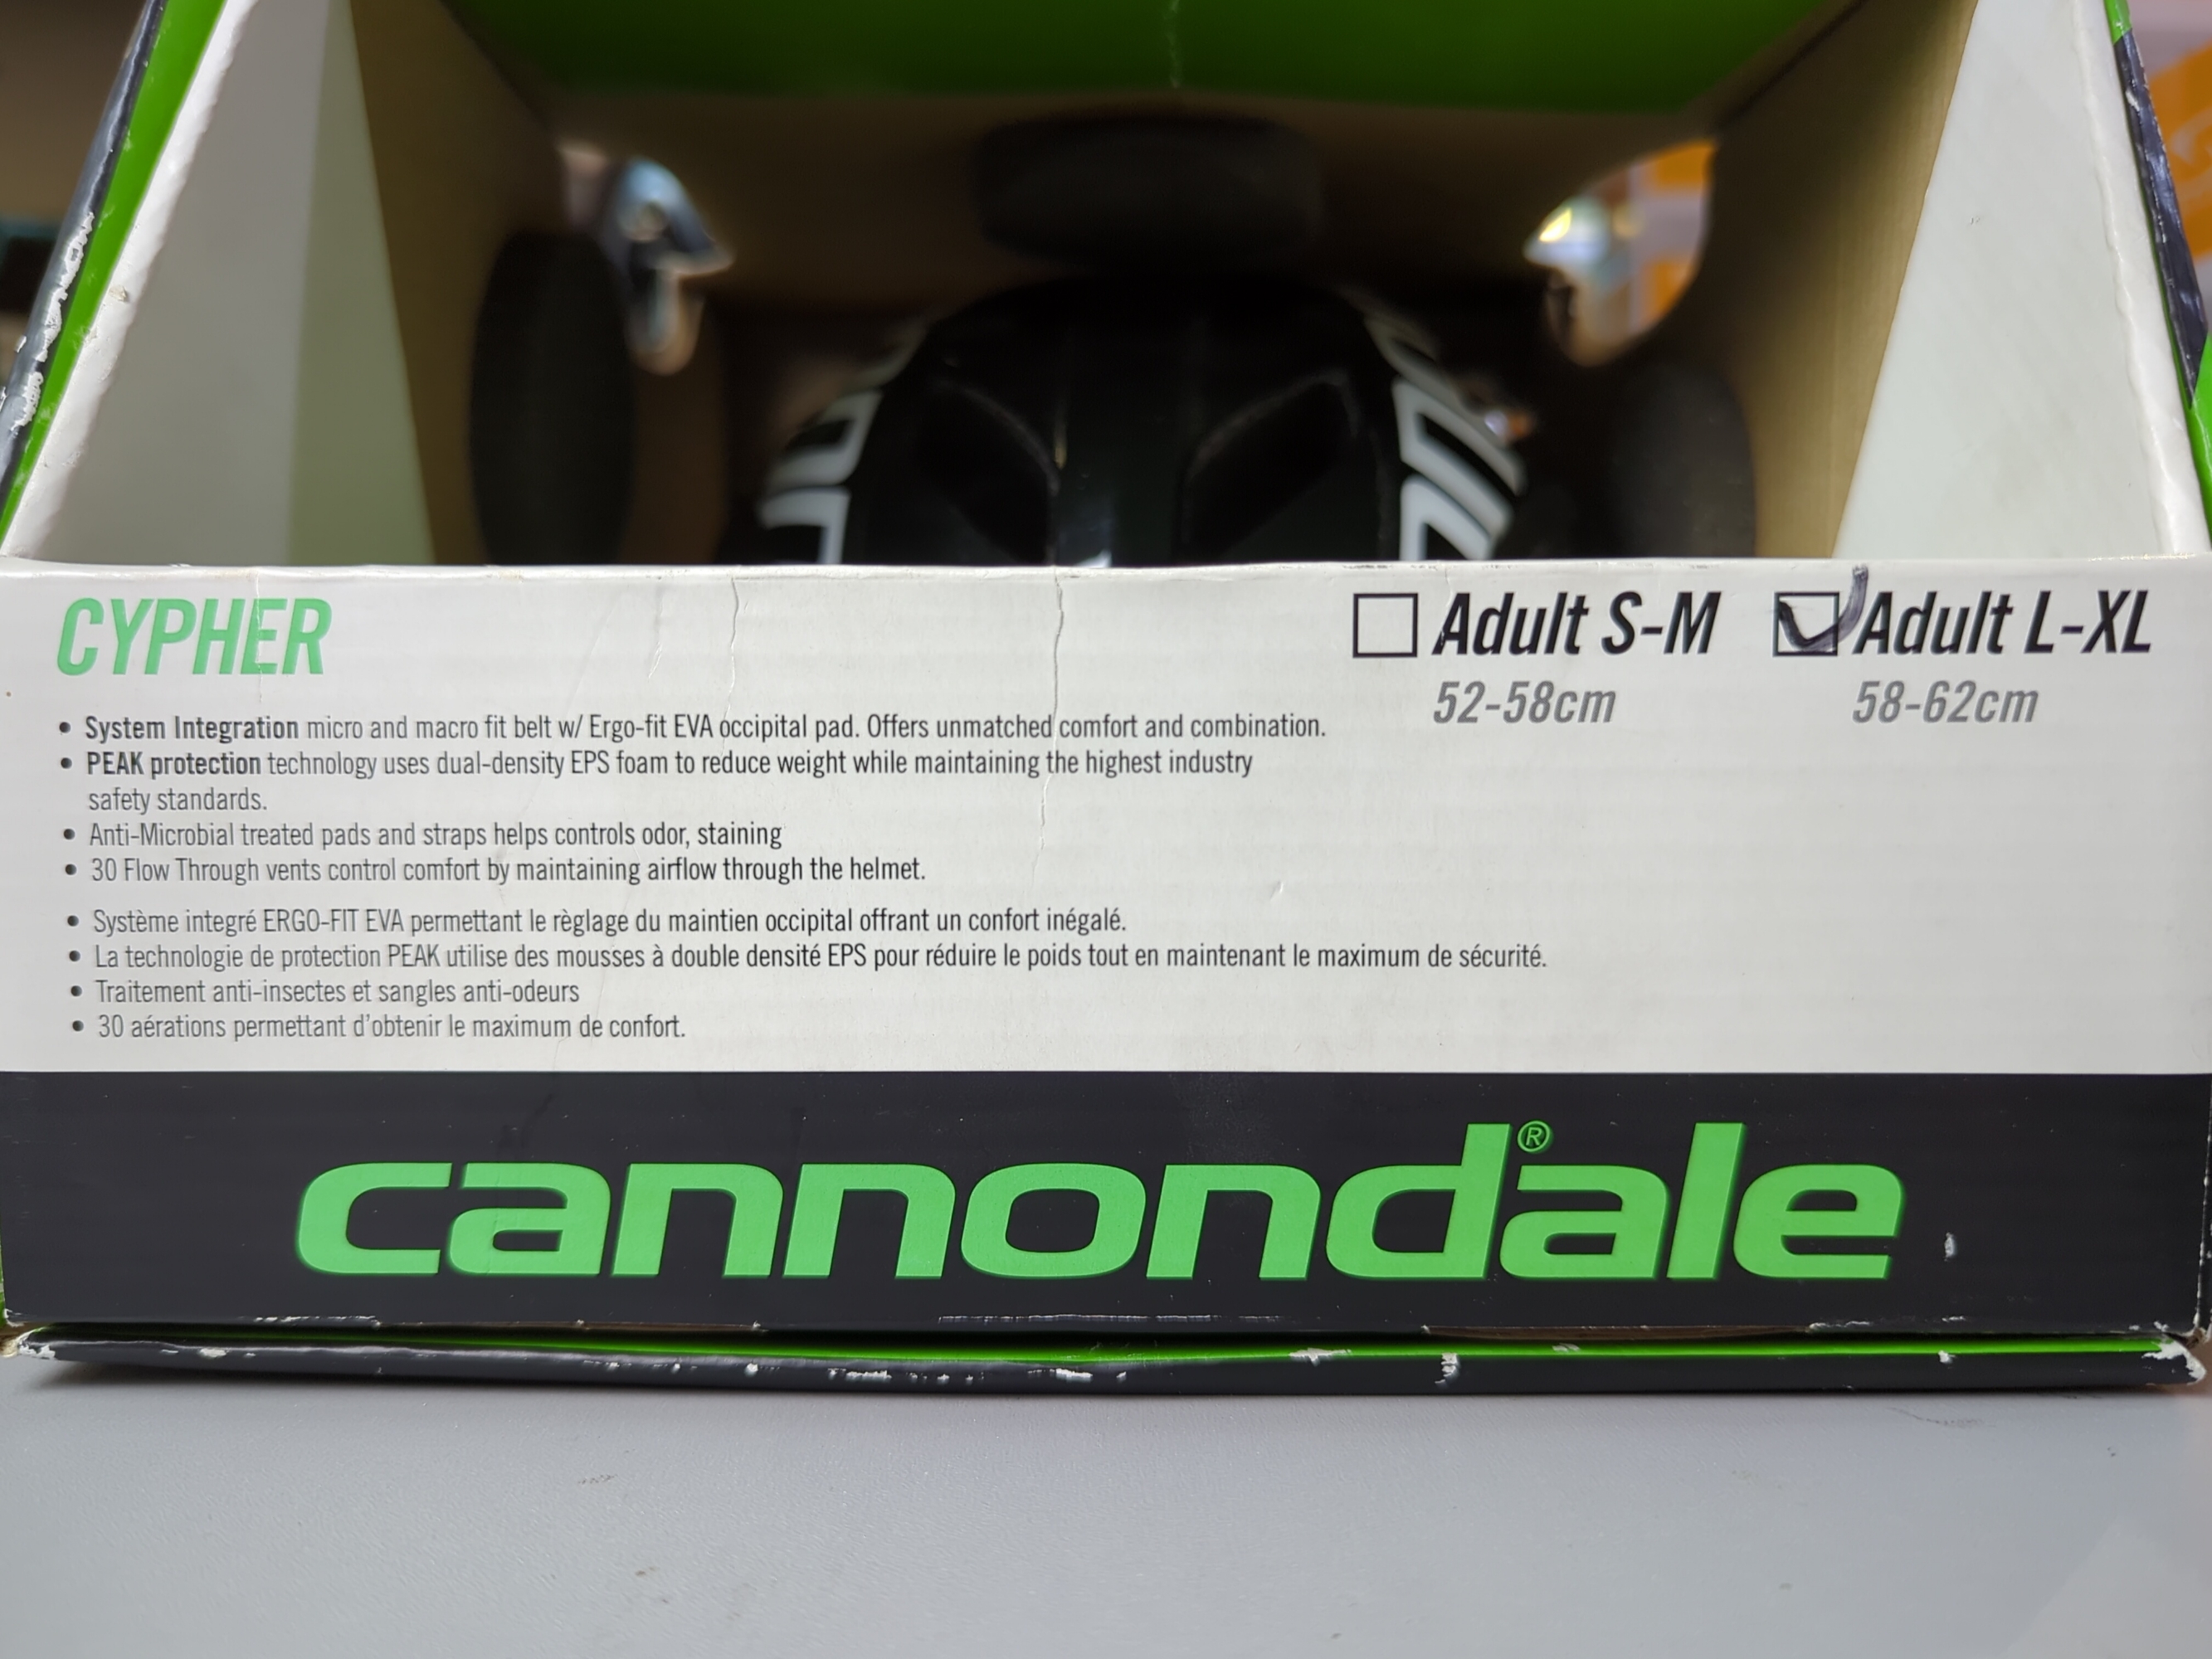 CYPHER
Adult S-M
Adult L-XL
52-58cm
58-62cm
• System Integration micro and macro fit belt w/ Ergo-fit EVA occipital pad. Offers unmatched comfort and combination.
• PEAK protection technology uses dual-density EPS foam to reduce weight while maintaining the highest industry
safety standards.
• Anti-Microbial treated pads and straps helps controls odor, staining
• 30 Flow Through vents control comfort by maintaining airflow through the helmet.
• Système integré ERGO-FIT EVA permettant le règlage du maintien occipital offrant un confort inégalé.
• La technologie de protection PEAK utilise des mousses à double densité EPS pour réduire le poids tout en maintenant le maximum de sécurité.
• Traitement anti-insectes et sangles anti-odeurs
• 30 aérations permettant d'obtenir le maximum de confort.
cannondale®